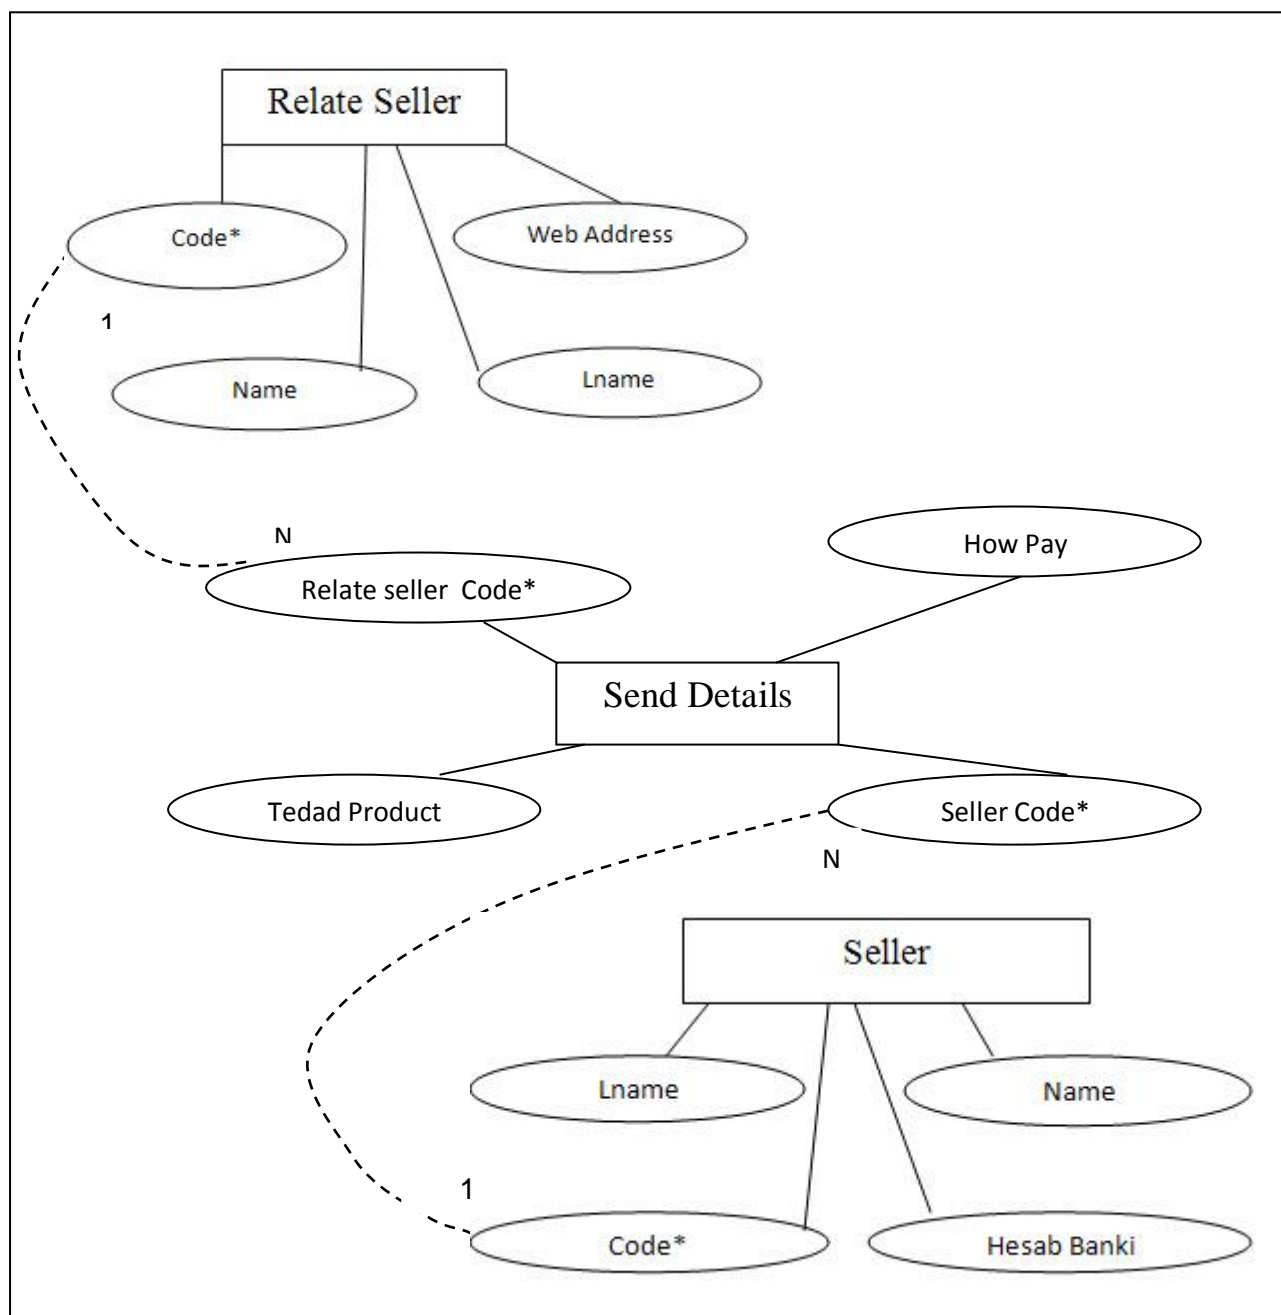 Relate Seller
Code*
Web Address
1
Name
Lname
N
How Pay
Relate seller  Code*
Send Details
Tedad Product
Seller Code*
N
Seller
Lname
Name
1
Code*
Hesab Banki